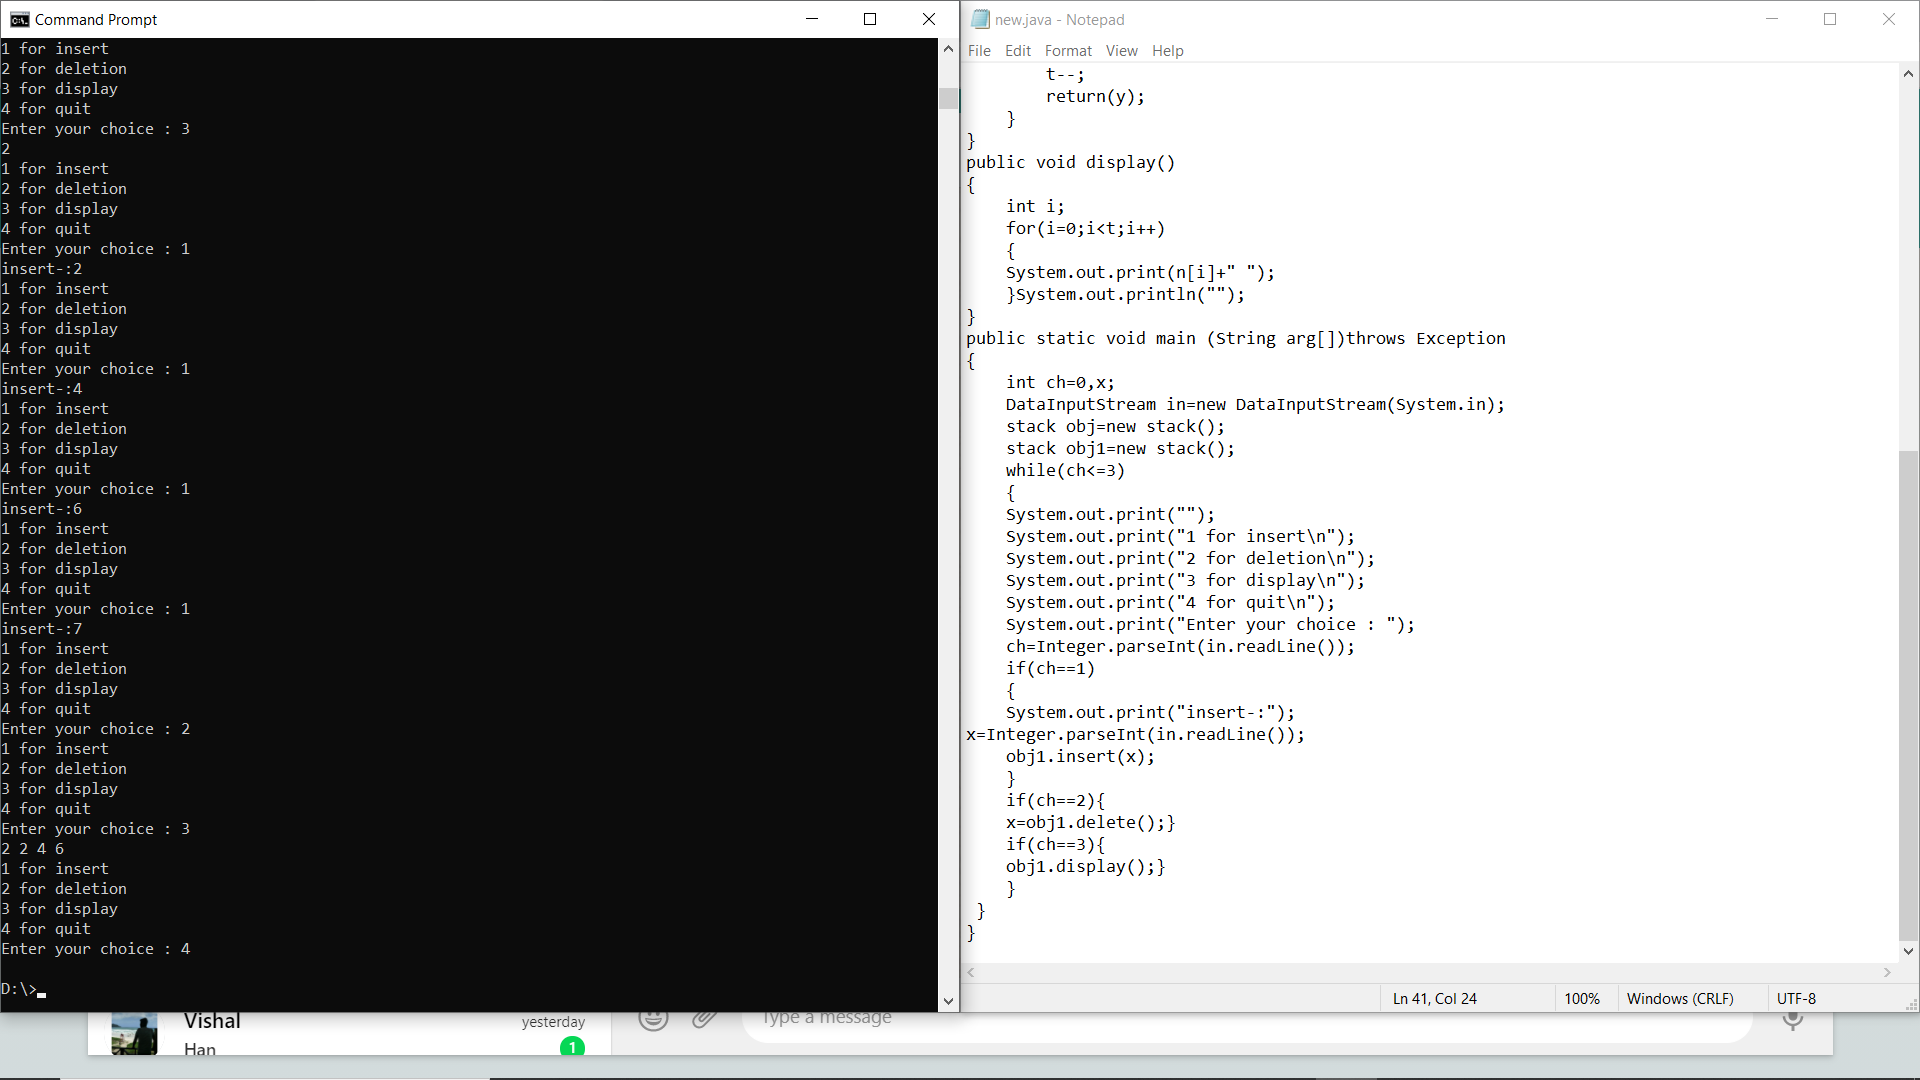 Command Prompt
1 for insert
2 for deletion
3 for display
4 for quit
Enter your choice : 3
2
1 for insert
2 for deletion
3 for display
4 for quit
Enter your choice : 1
insert-:2
1 for insert
2 for deletion
3 for display
4 for quit
Enter your choice : 1
insert-:4
1 for insert
2 for deletion
3 for display
4 for quit
Enter your choice : 1
insert-:6
1 for insert
2 for deletion
3 for display
4 for quit
Enter your choice : 1
insert-:7
1 for insert
2 for deletion
3 for display
4 for quit
Enter your choice : 2
1 for insert
2 for deletion
3 for display
4 for quit
Enter your choice : 3
2 2 4 6
1 for insert
2 for deletion
3 for display
4 for quit
Enter your choice : 4
D:\>
new.java - Notepad
File Edit Format View Help
t--;
return(y);
}
}
public void display()
{
int i;
for(i=0;i<t;i++)
{
System.out.print(n[i]+" ");
}System.out.println("");
}
public static void main (String arg[])throws Exception
{
int ch=0,x;
DataInputStream in=new DataInputStream(System.in);
stack obj=new stack();
stack obj1=new stack();
while(ch<=3)
{
System.out.print("");
System.out.print("1 for insert\n");
System.out.print("2 for deletion\n");
System.out.print("3 for display\n");
System.out.print("4 for quit\n");
System.out.print("Enter your choice : ");
ch=Integer.parseInt(in.readLine());
if(ch==1)
{
System.out.print("insert-:");
x=Integer.parseInt(in.readLine());
obj1.insert(x);
}
if(ch==2){
x=obj1.delete();}
if(ch==3){
obj1.display();}
}
}
}
Ln 41, Col 24 100% Windows (CRLF) UTF-8
Vishal yesterday
Han 1
Type a message